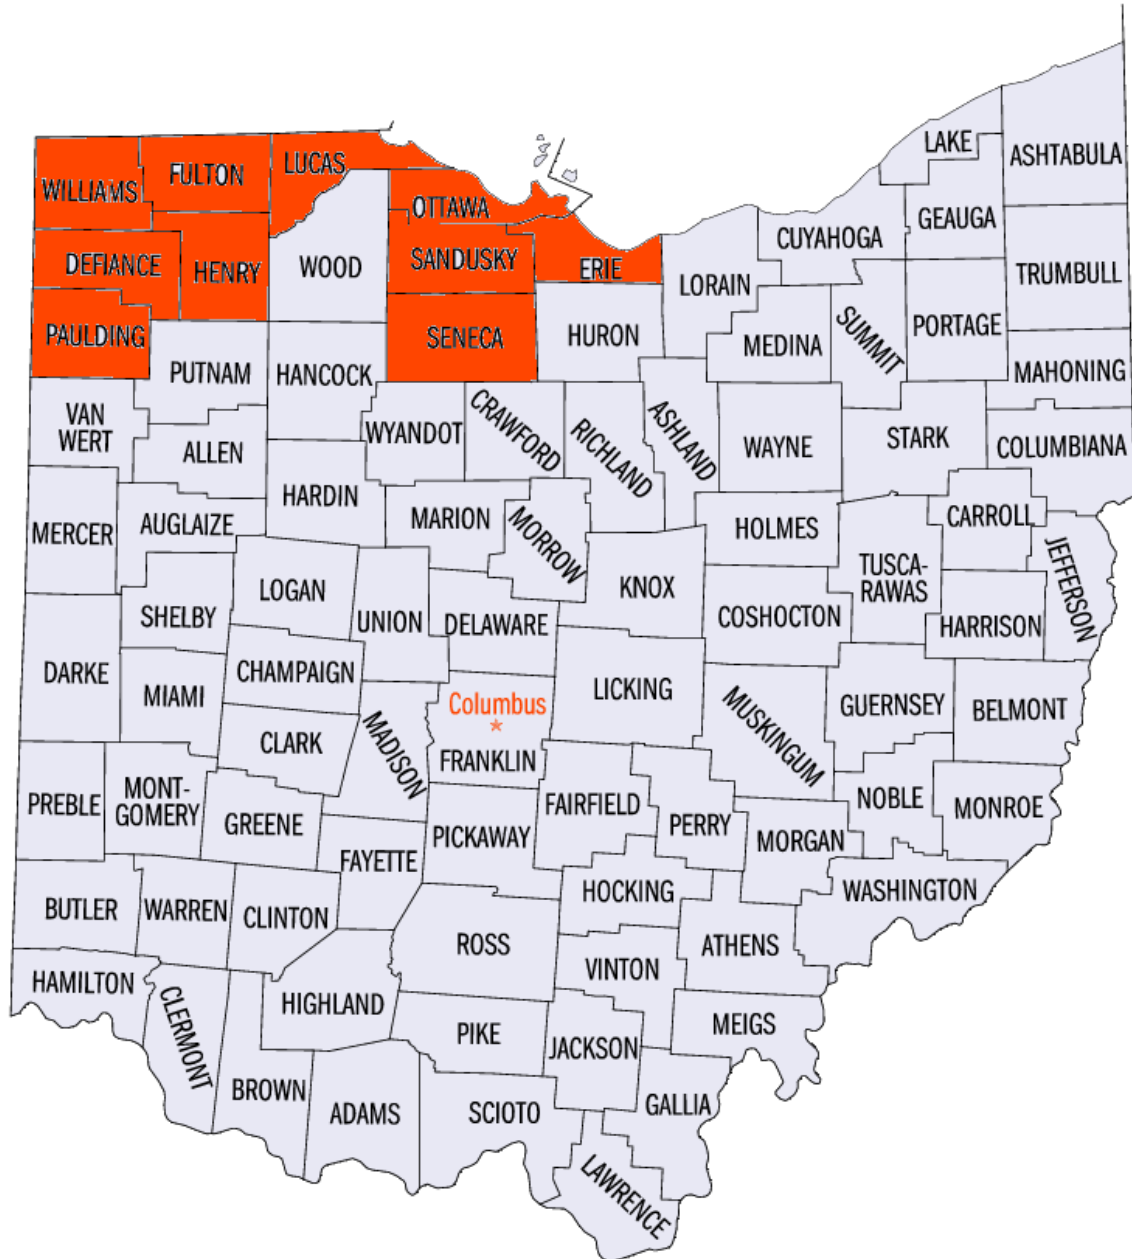 LAKE
ASHTABULA
LUCAS
FULTON
WILLIAMS
OTTAWA
GEAUGA
CUYAHOGA
SANDUSKY
DEFIANCE
HENRY
WOOD
ERIE
TRUMBULL
LORAIN
PAULDING
SENECA
HURON
MEDINA
SUMMIT
PORTAGE
PUTNAM
HANCOCK
MAHONING
VAN
WERT
WYANDOT
CRAWFORD
RICHLAND
ASHLAND
WAYNE
STARK
COLUMBIANA
ALLEN
HARDIN
MERCER
AUGLAIZE
MARION
MORROW
HOLMES
CARROLL
JEFFERSON
LOGAN
KNOX
TUSCA-
RAWAS
SHELBY
UNION
DELAWARE
COSHOCTON
HARRISON
DARKE
CHAMPAIGN
MIAMI
LICKING
MUSKINGUM
GUERNSEY
BELMONT
Columbus
*
CLARK
MADISON
FRANKLIN
PREBLE
MONT-
GOMERY
GREENE
FAIRFIELD
PERRY
NOBLE
MONROE
PICKAWAY
MORGAN
FAYETTE
HOCKING
WASHINGTON
BUTLER
WARREN
CLINTON
ROSS
ATHENS
VINTON
HAMILTON
CLERMONT
HIGHLAND
PIKE
JACKSON
MEIGS
BROWN
ADAMS
SCIOTO
GALLIA
LAWRENCE